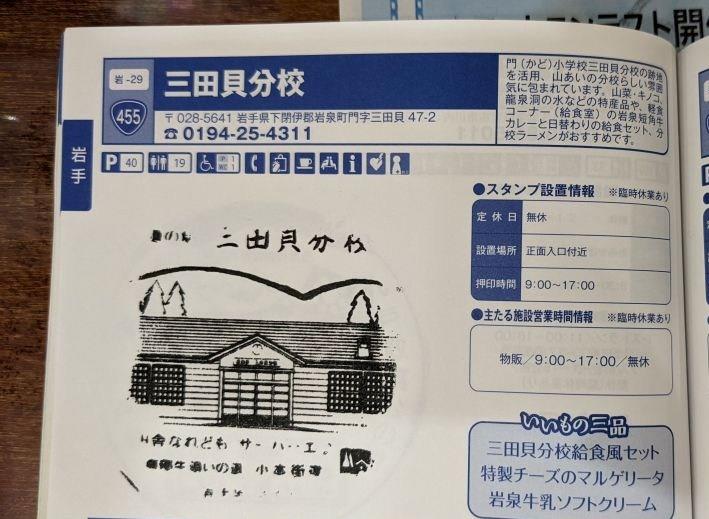 岩-29
三田貝分校
455
〒028-5641 岩手県下閉伊郡岩泉町門字三田貝 47-2
☎0194-25-4311
門(かど)小学校三田貝分校の跡地
を活用、山あいの分校らしい雰囲
気に包まれています。山菜・キノコ、
龍泉洞の水などの特産品や、軽食
コーナー(給食室)の岩泉短角牛
カレーと日替わりの給食セット、分
校ラーメンがおすすめです。
岩手
P 40 19
●スタンプ設置情報 ※臨時休業あり
定休日 無休
設置場所 正面入口付近
押印時間 9:00～17:00
●主たる施設営業時間情報 ※臨時休業あり
物販/9:00～17:00/無休
いいもの三品
三田貝分校給食風セット
特製チーズのマルゲリータ
岩泉牛乳ソフトクリーム
三田貝分校